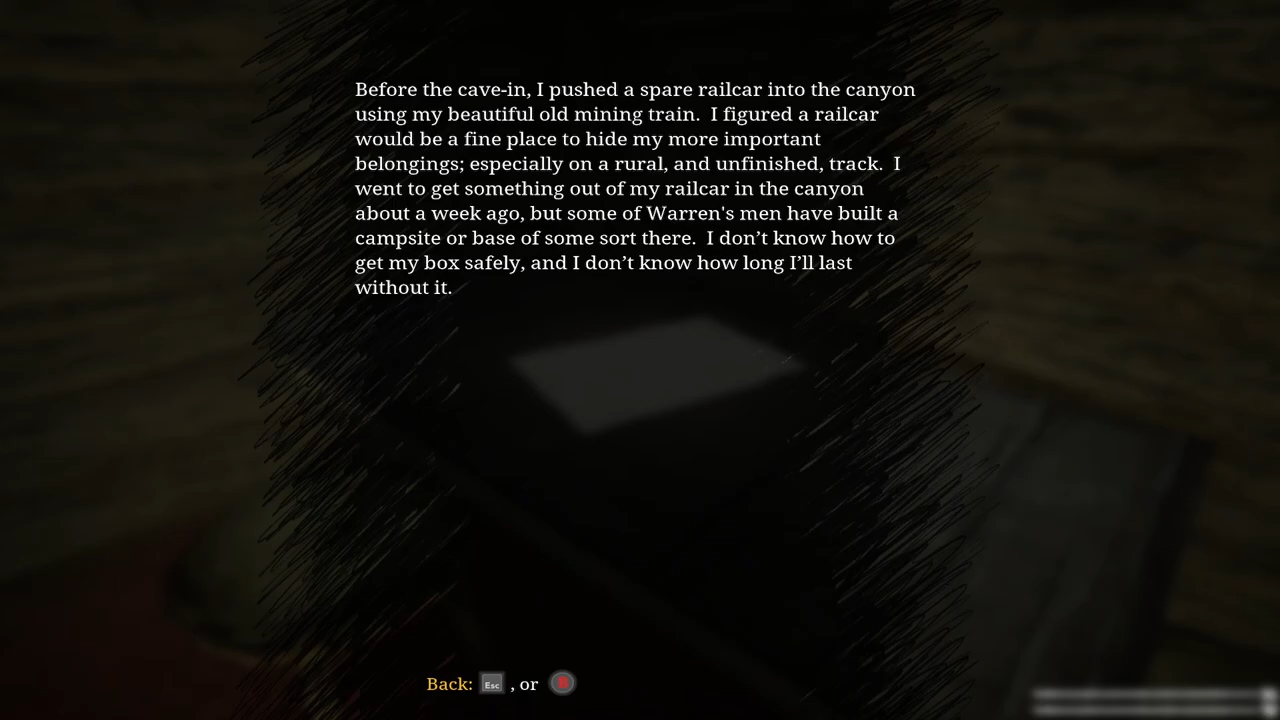 Before the cave-in, I pushed a spare railcar into the canyon
using my beautiful old mining train.  I figured a railcar
would be a fine place to hide my more important
belongings; especially on a rural, and unfinished, track.  I
went to get something out of my railcar in the canyon
about a week ago, but some of Warren's men have built a
campsite or base of some sort there.  I don’t know how to
get my box safely, and I don’t know how long I’ll last
without it.
Back: Esc , or B